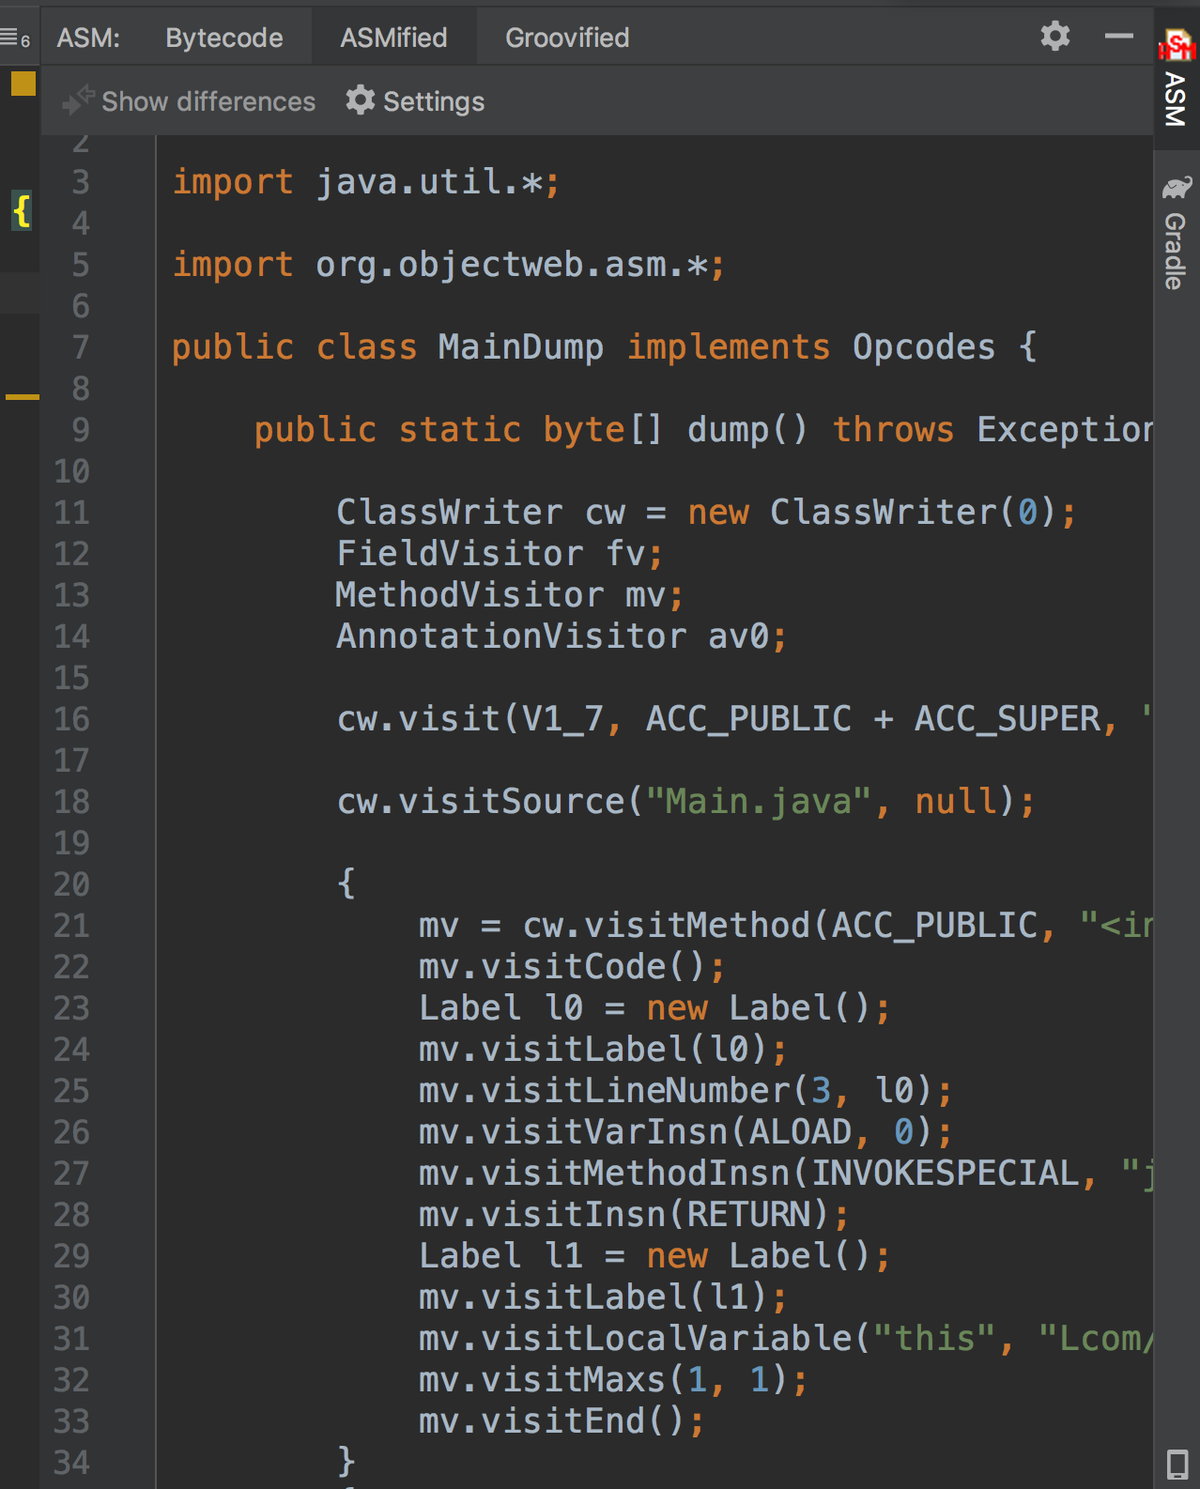 6 ASM: Bytecode ASMified Groovified
ASM
Show differences Settings
Gradle
2
3 import java.util.*;
{
4
5 import org.objectweb.asm.*;
6
7 public class MainDump implements Opcodes {
8
9 public static byte[] dump() throws Exception
10
11 ClassWriter cw = new ClassWriter(0);
12 FieldVisitor fv;
13 MethodVisitor mv;
14 AnnotationVisitor av0;
15
16 cw.visit(V1_7, ACC_PUBLIC + ACC_SUPER, "
17
18 cw.visitSource("Main.java", null);
19
20 {
21 mv = cw.visitMethod(ACC_PUBLIC, "<in
22 mv.visitCode();
23 Label l0 = new Label();
24 mv.visitLabel(l0);
25 mv.visitLineNumber(3, l0);
26 mv.visitVarInsn(ALOAD, 0);
27 mv.visitMethodInsn(INVOKESPECIAL, "j
28 mv.visitInsn(RETURN);
29 Label l1 = new Label();
30 mv.visitLabel(l1);
31 mv.visitLocalVariable("this", "Lcom/
32 mv.visitMaxs(1, 1);
33 mv.visitEnd();
34 }